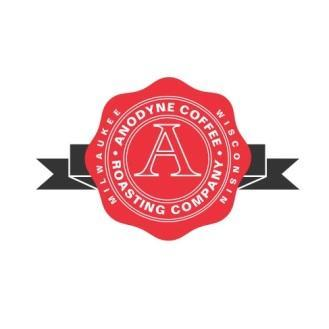 MILWAUKEE
WISCONSIN
ANODYNE COFFEE
• ROASTING COMPANY •
A